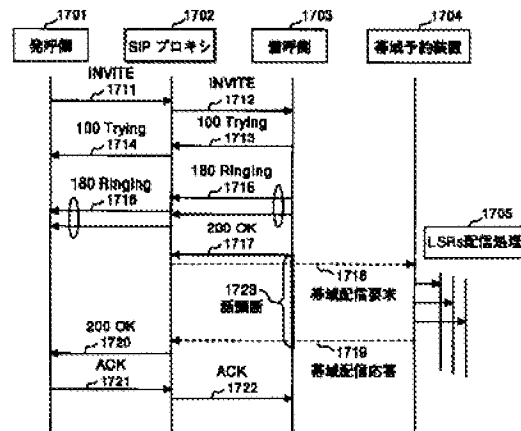 1701
発呼側
1702
SIP プロキシ
1703
着呼側
1704
帯域予約装置
INVITE
1711
INVITE
1712
100 Trying
1713
100 Trying
1714
180 Ringing
1715
180 Ringing
1716
1705
LSRs配信処理
200 OK
1717
1718
帯域配信要求
1723
話頭断
200 OK
1720
1719
帯域配信応答
ACK
1721
ACK
1722